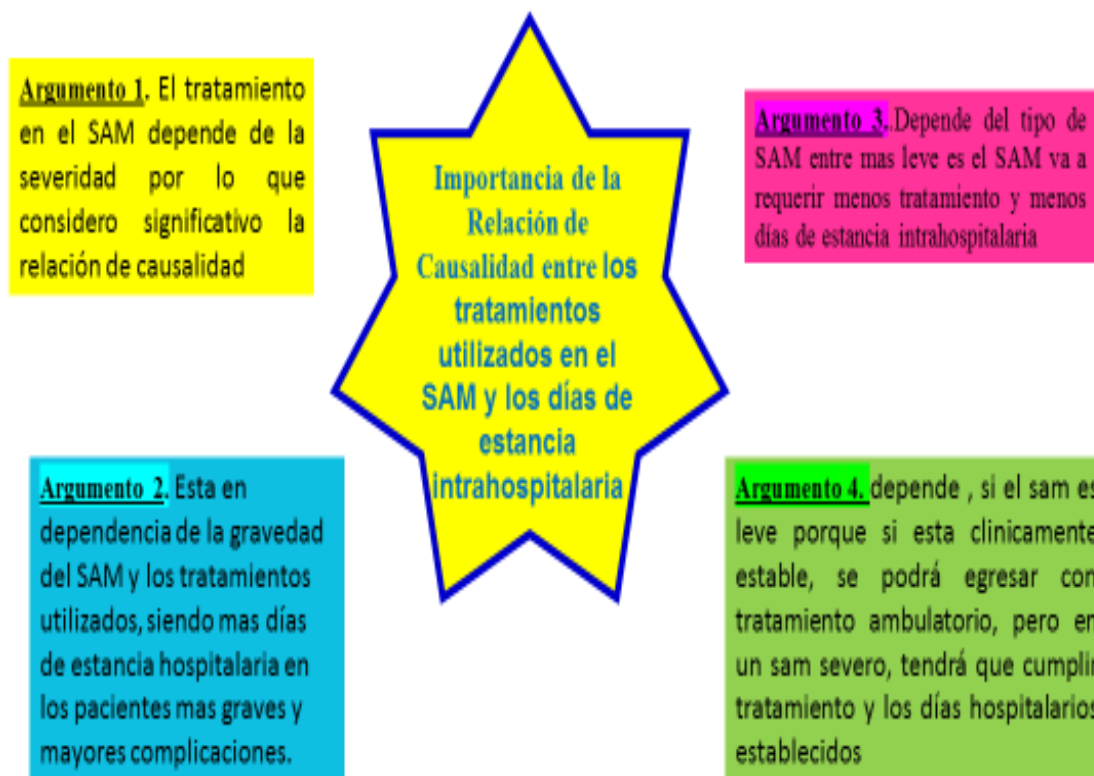 Argumento 1. El tratamiento
en el SAM depende de la
severidad por lo que
considero significativo la
relación de causalidad
Importancia de la
Relación de
Causalidad entre los
tratamientos
utilizados en el
SAM y los días de
estancia
intrahospitalaria
Argumento 3..Depende del tipo de
SAM entre mas leve es el SAM va a
requerir menos tratamiento y menos
días de estancia intrahospitalaria
Argumento 2. Esta en
dependencia de la gravedad
del SAM y los tratamientos
utilizados, siendo mas días
de estancia hospitalaria en
los pacientes mas graves y
mayores complicaciones.
Argumento 4. depende , si el sam es
leve porque si esta clinicamente
estable, se podrá egresar con
tratamiento ambulatorio, pero en
un sam severo, tendrá que cumplir
tratamiento y los días hospitalarios
establecidos